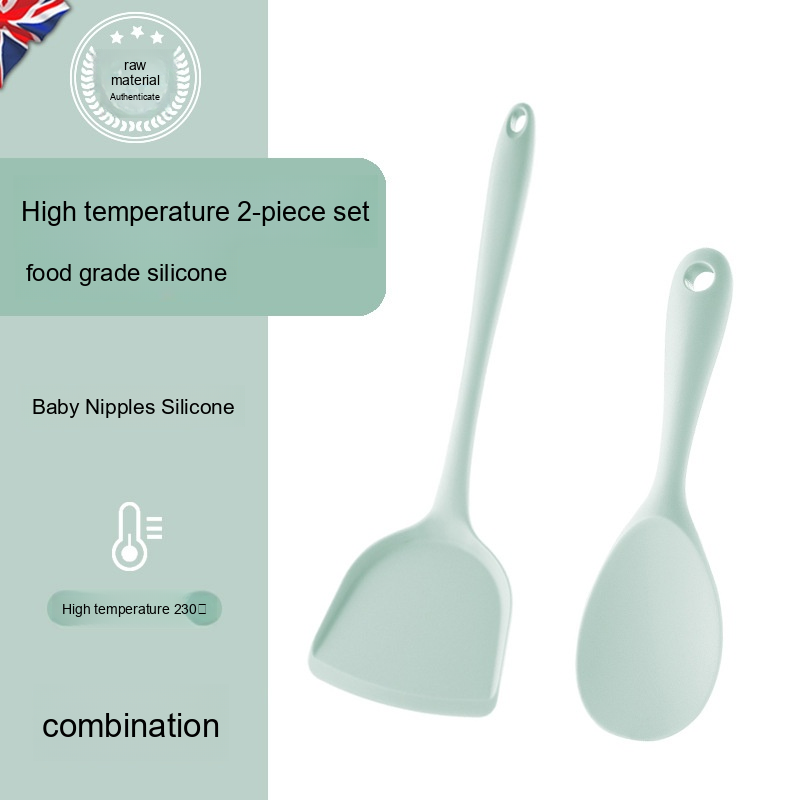 raw
material
Authenticate
High temperature 2-piece set
food grade silicone
Baby Nipples Silicone
High temperature 230□
combination